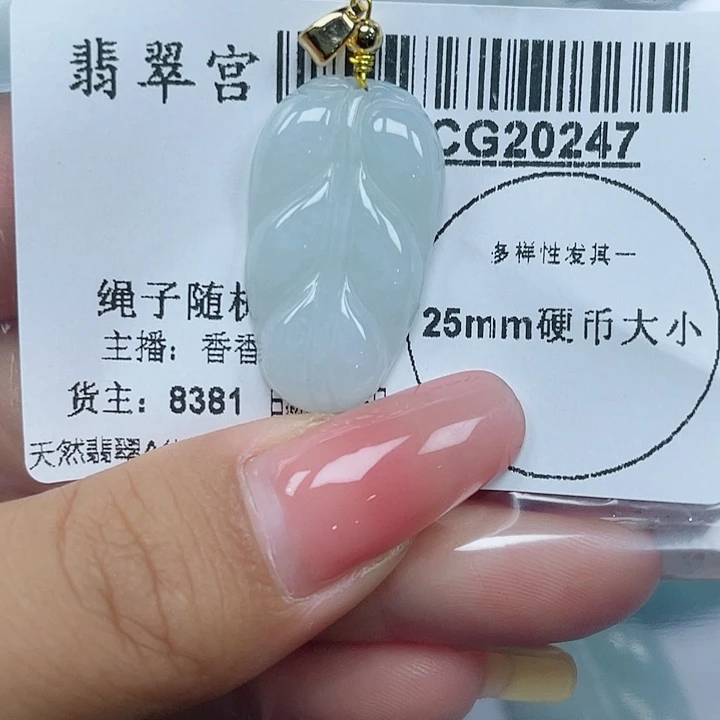 翡翠宫
CG20247
多样性发其一
25mm硬币大小
绳子随机
主播：香香
货主：8381
天然翡翠A